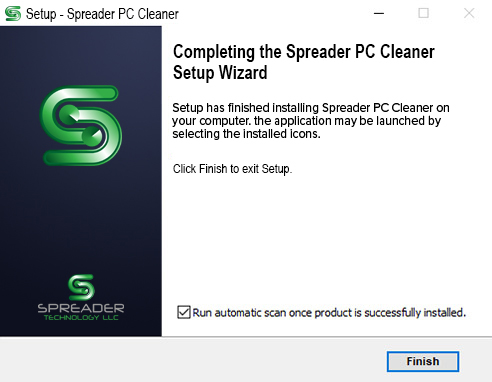 Setup - Spreader PC Cleaner
Completing the Spreader PC Cleaner
Setup Wizard
Setup has finished installing Spreader PC Cleaner on
your computer. the application may be launched by
selecting the installed icons.
Click Finish to exit Setup.
SPREADER
TECHNOLOGY LLC
Run automatic scan once product is successfully installed.
Finish